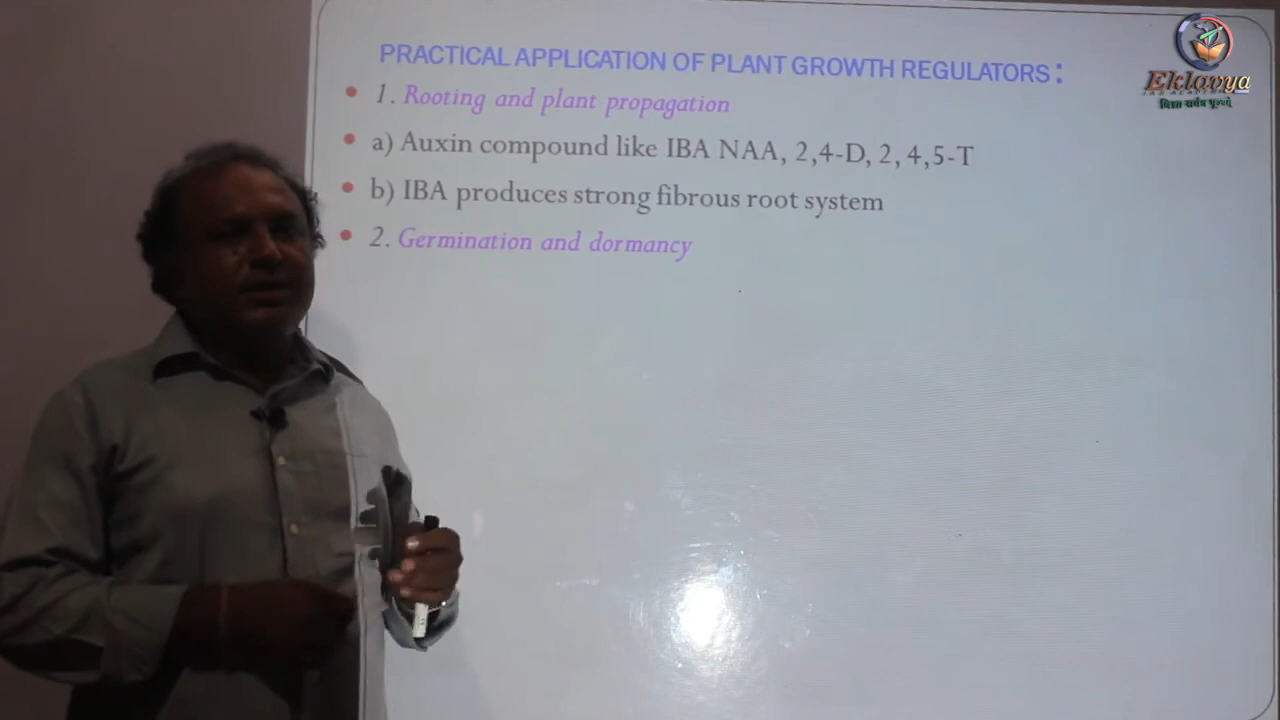 PRACTICAL APPLICATION OF PLANT GROWTH REGULATORS :
1. Rooting and plant propagation
a) Auxin compound like IBA NAA, 2,4-D, 2, 4,5-T
b) IBA produces strong fibrous root system
2. Germination and dormancy
Eklavya